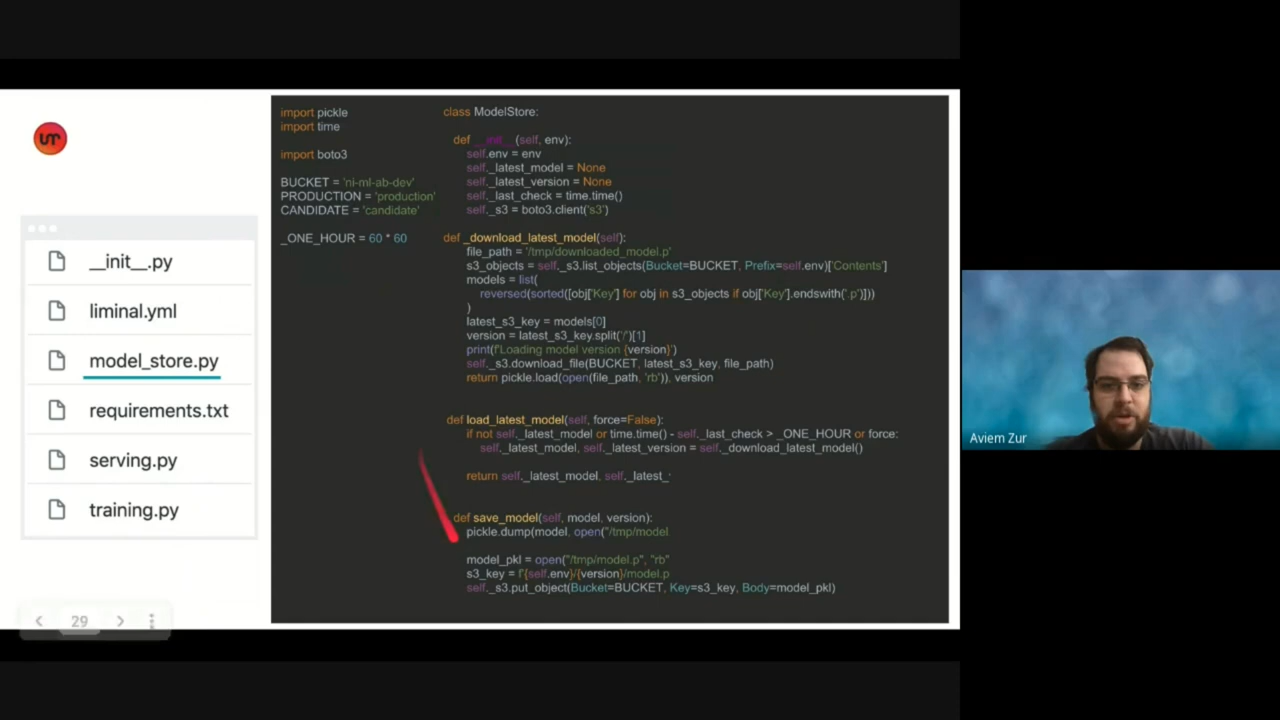 import pickle
import time
import boto3
BUCKET = 'ni-ml-ab-dev'
PRODUCTION = 'production'
CANDIDATE = 'candidate'
_ONE_HOUR = 60 * 60
class ModelStore:
def __init__(self, env):
self.env = env
self._latest_model = None
self._latest_version = None
self._last_check = time.time()
self._s3 = boto3.client('s3')
def _download_latest_model(self):
file_path = '/tmp/downloaded_model.p'
s3_objects = self._s3.list_objects(Bucket=BUCKET, Prefix=self.env)['Contents']
models = list(
reversed(sorted([obj['Key'] for obj in s3_objects if obj['Key'].endswith('.p')]))
)
latest_s3_key = models[0]
version = latest_s3_key.split('/')[1]
print(f'Loading model version {version}')
self._s3.download_file(BUCKET, latest_s3_key, file_path)
return pickle.load(open(file_path, 'rb')), version
def load_latest_model(self, force=False):
if not self._latest_model or time.time() - self._last_check > _ONE_HOUR or force:
self._latest_model, self._latest_version = self._download_latest_model()
return self._latest_model, self._latest_
def save_model(self, model, version):
pickle.dump(model, open("/tmp/model
model_pkl = open("/tmp/model.p", "rb"
s3_key = f'{self.env}/{version}/model.p
self._s3.put_object(Bucket=BUCKET, Key=s3_key, Body=model_pkl)
__init__.py
liminal.yml
model_store.py
requirements.txt
serving.py
training.py
29
Aviem Zur